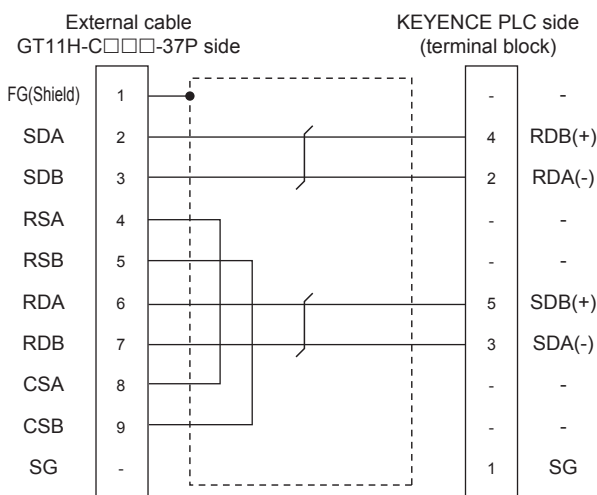 External cable
GT11H-C□□□-37P side
KEYENCE PLC side
(terminal block)
FG(Shield) 1 - -
SDA 2 4 RDB(+)
SDB 3 2 RDA(-)
RSA 4 - -
RSB 5 - -
RDA 6 5 SDB(+)
RDB 7 3 SDA(-)
CSA 8 - -
CSB 9 - -
SG - 1 SG